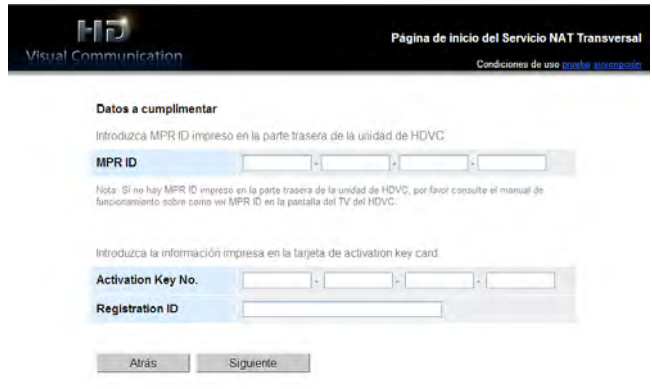 HD
Visual Communication
Página de inicio del Servicio NAT Transversal
Condiciones de uso prueba suscripción
Datos a cumplimentar
Introduzca MPR ID impreso en la parte trasera de la unidad de HDVC.
MPR ID - - -
Nota: Si no hay MPR ID impreso en la parte trasera de la unidad de HDVC, por favor consulte el manual de
funcionamiento sobre como ver MPR ID en la pantalla del TV del HDVC.
Introduzca la información impresa en la tarjeta de activation key card.
Activation Key No. - - -
Registration ID
Atrás Siguiente